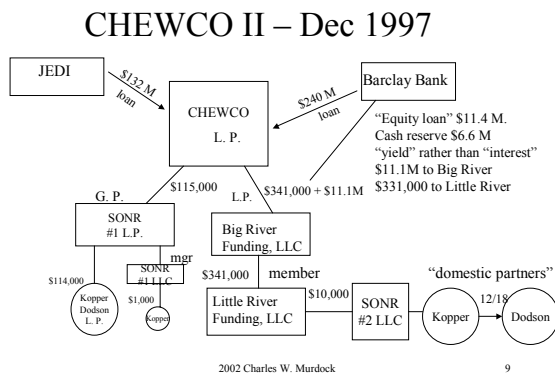 CHEWCO II – Dec 1997
JEDI
$132 M
loan
CHEWCO
L. P.
$240 M
loan
Barclay Bank
“Equity loan” $11.4 M.
Cash reserve $6.6 M
“yield” rather than “interest”
$11.1M to Big River
$331,000 to Little River
G. P.
$115,000
L.P.
$341,000 + $11.1M
SONR
#1 L.P.
Big River
Funding, LLC
mgr
SONR
#1 LLC
$114,000
Kopper
Dodson
L. P.
$1,000
Kopper
$341,000
member
Little River
Funding, LLC
$10,000
SONR
#2 LLC
“domestic partners”
Kopper
12/18
Dodson
2002 Charles W. Murdock
9